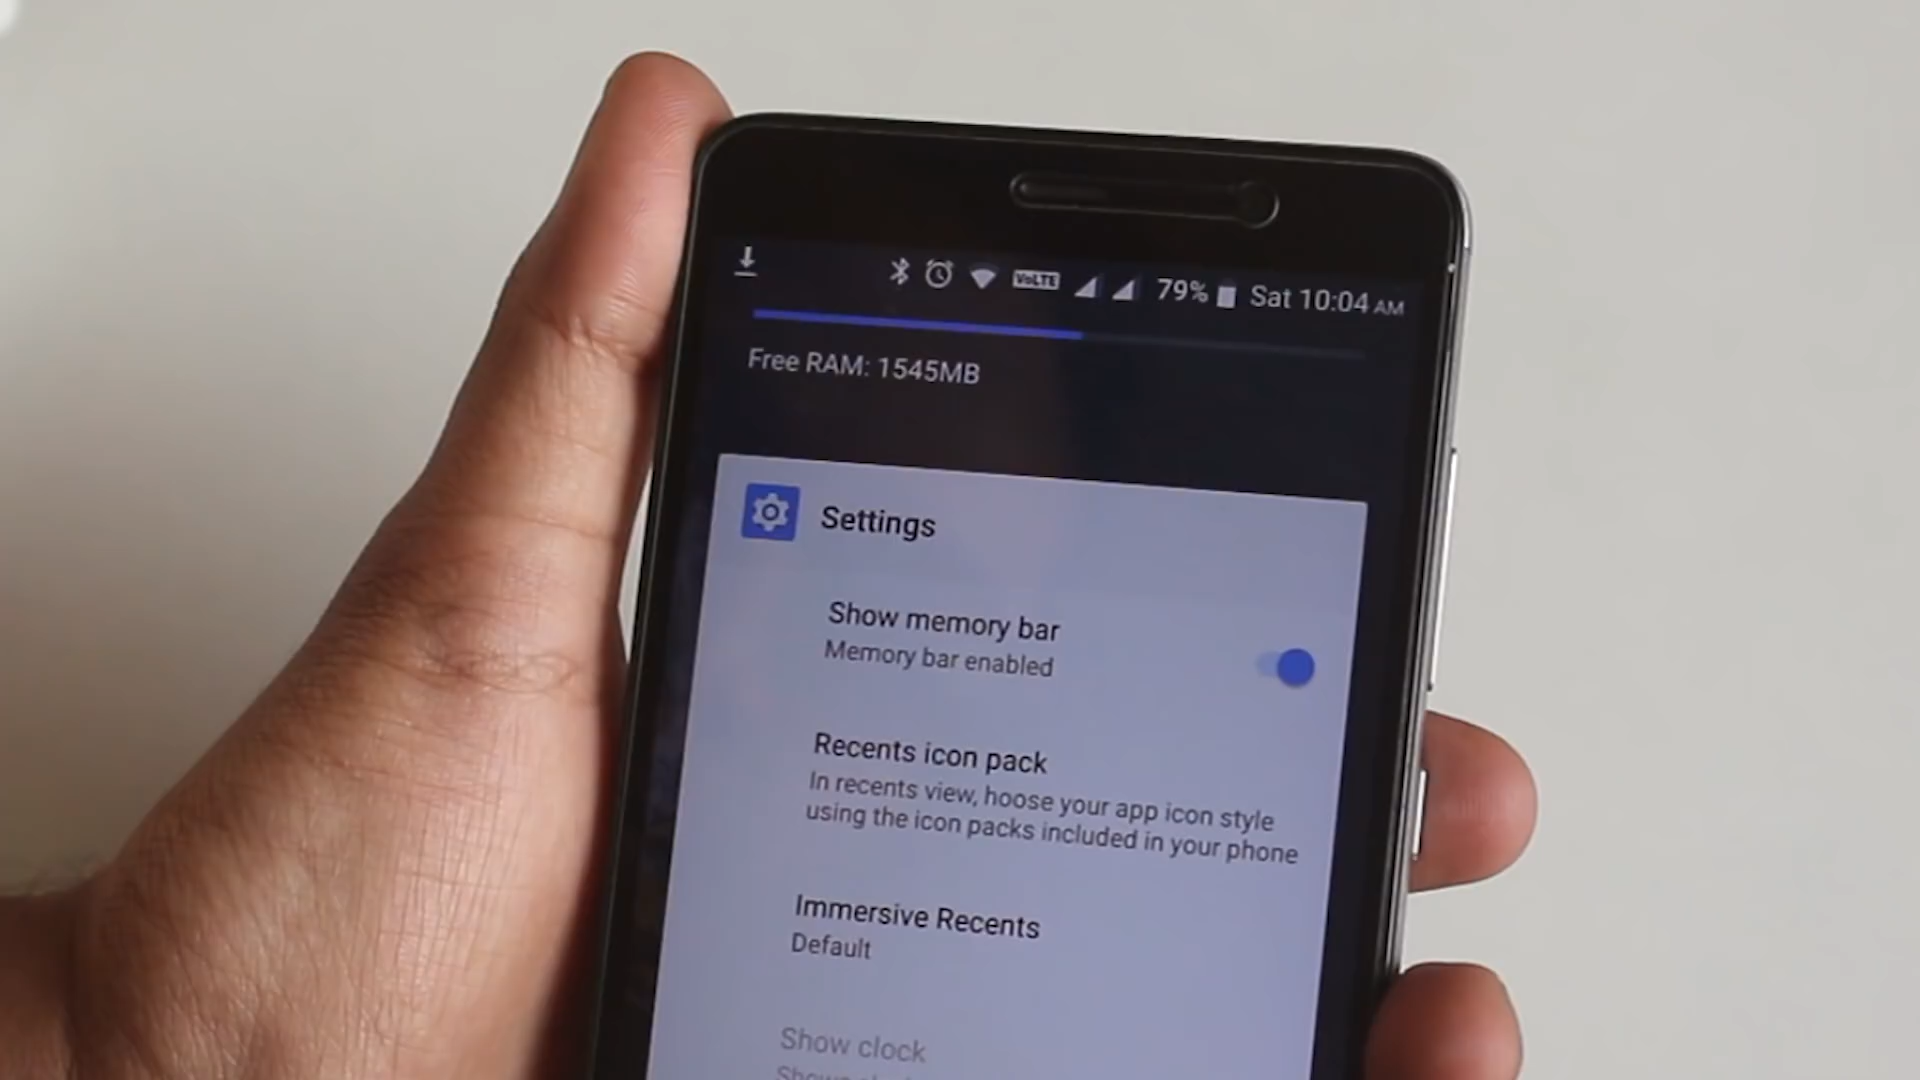 VoLTE 79% Sat 10:04 AM
Free RAM: 1545MB
Settings
Show memory bar
Memory bar enabled
Recents icon pack
In recents view, hoose your app icon style
using the icon packs included in your phone
Immersive Recents
Default
Show clock
Shows